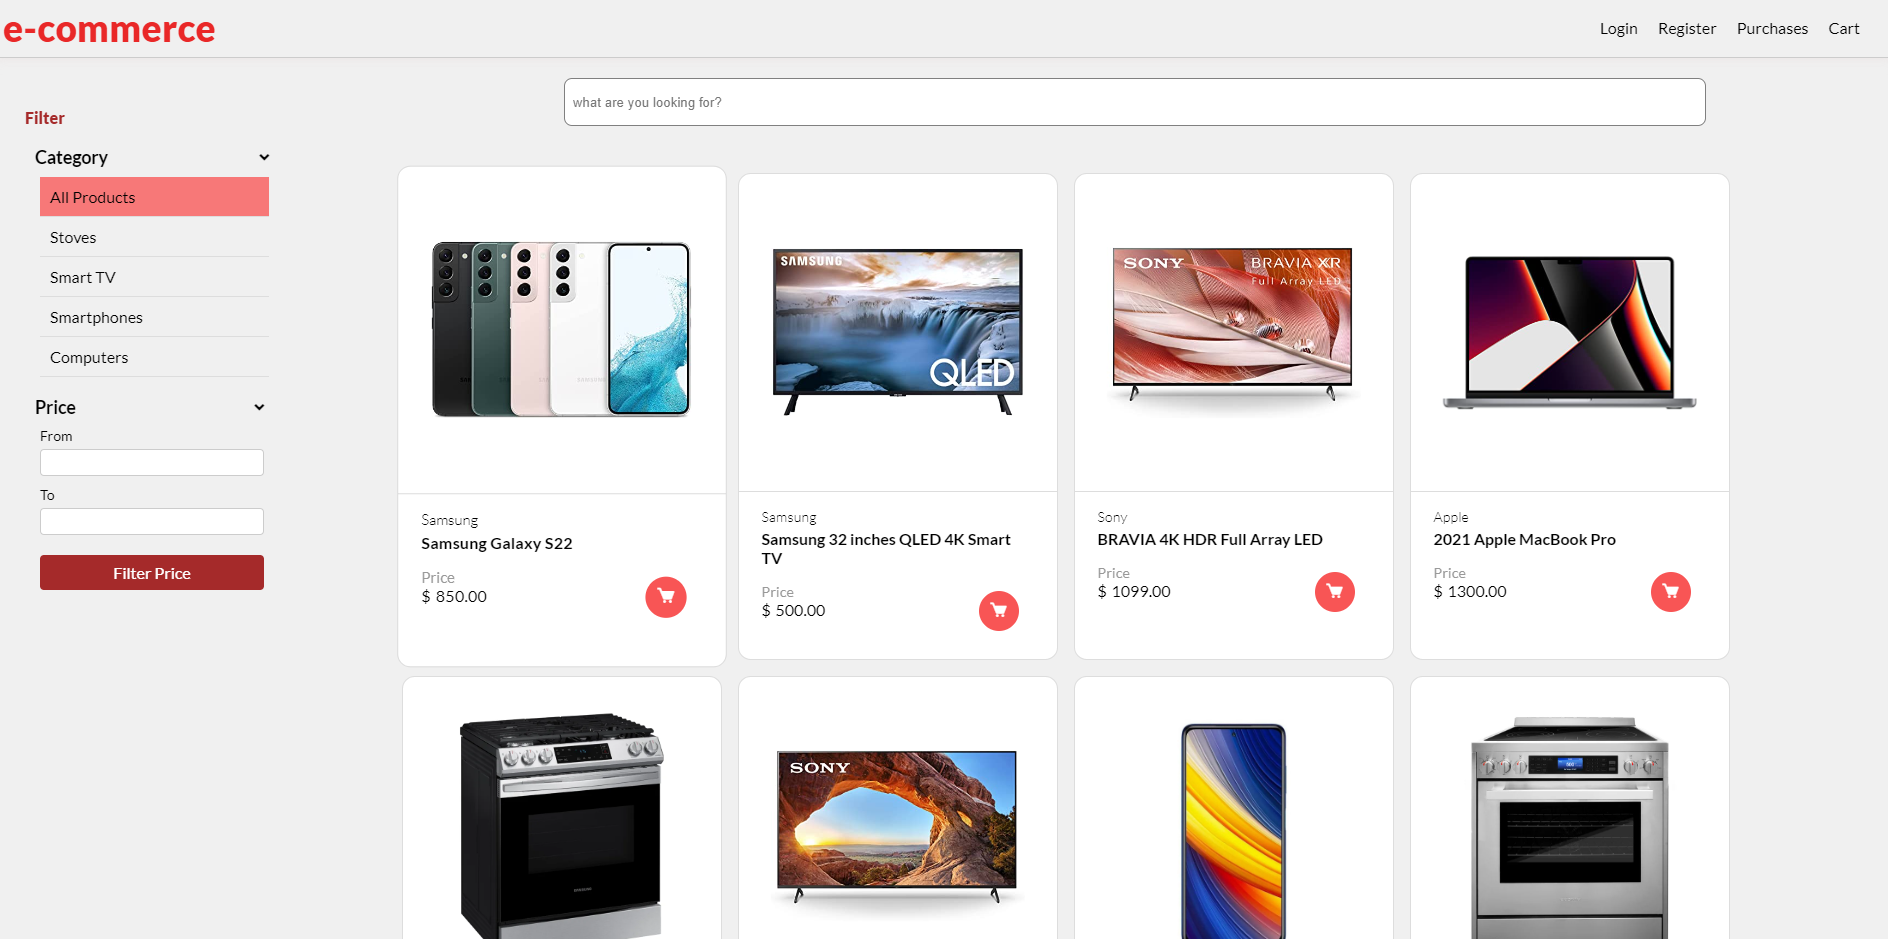 e-commerce
Login Register Purchases Cart
what are you looking for?
Filter
Category
All Products
Stoves
Smart TV
Smartphones
Computers
Price
From
To
Filter Price
Samsung
Samsung Galaxy S22
Price
$ 850.00
SAMSUNG
QLED
Samsung
Samsung 32 inches QLED 4K Smart
TV
Price
$ 500.00
SONY BRAVIA XR
Full Array LED
Sony
BRAVIA 4K HDR Full Array LED
Price
$ 1099.00
Apple
2021 Apple MacBook Pro
Price
$ 1300.00
SAMSUNG
SONY